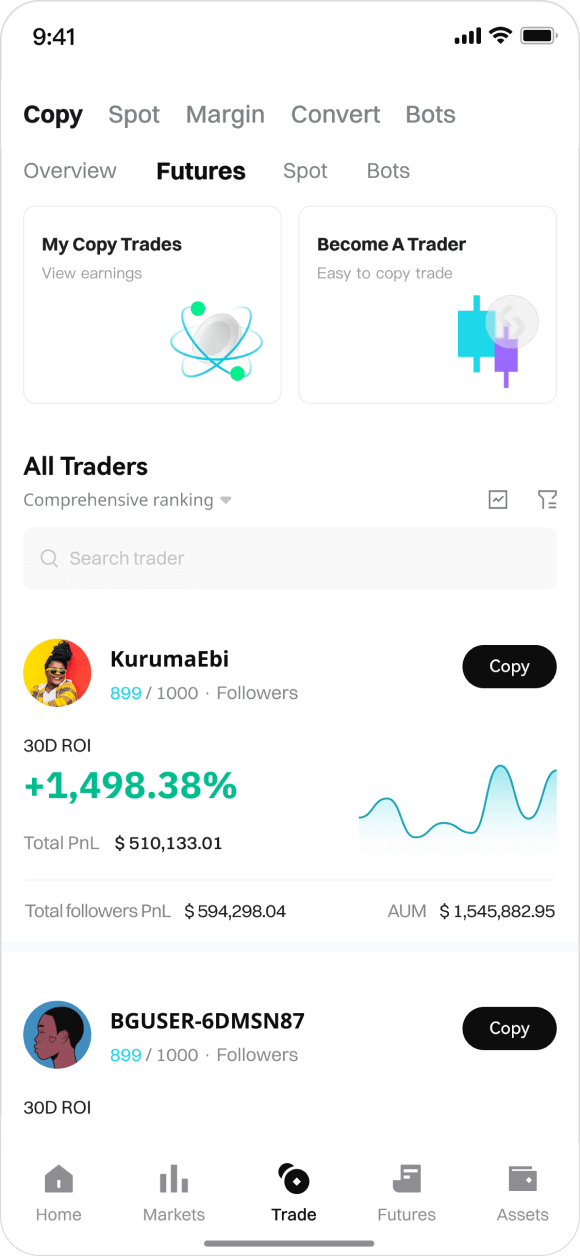 9:41
Copy Spot Margin Convert Bots
Overview Futures Spot Bots
My Copy Trades
View earnings
Become A Trader
Easy to copy trade
All Traders
Comprehensive ranking
Search trader
KurumaEbi
899 / 1000 · Followers
Copy
30D ROI
+1,498.38%
Total PnL $ 510,133.01
Total followers PnL $ 594,298.04 AUM $ 1,545,882.95
BGUSER-6DMSN87
899 / 1000 · Followers
Copy
30D ROI
Home Markets Trade Futures Assets